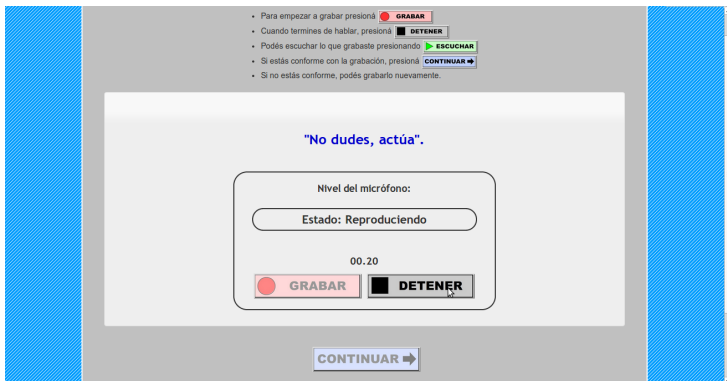 Para empezar a grabar presioná GRABAR
Cuando termines de hablar, presioná DETENER
Podés escuchar lo que grabaste presionando ESCUCHAR
Si estás conforme con la grabación, presioná CONTINUAR
Si no estás conforme, podés grabarlo nuevamente.
"No dudes, actúa".
Nivel del micrófono:
Estado: Reproduciendo
00.20
GRABAR DETENER
CONTINUAR